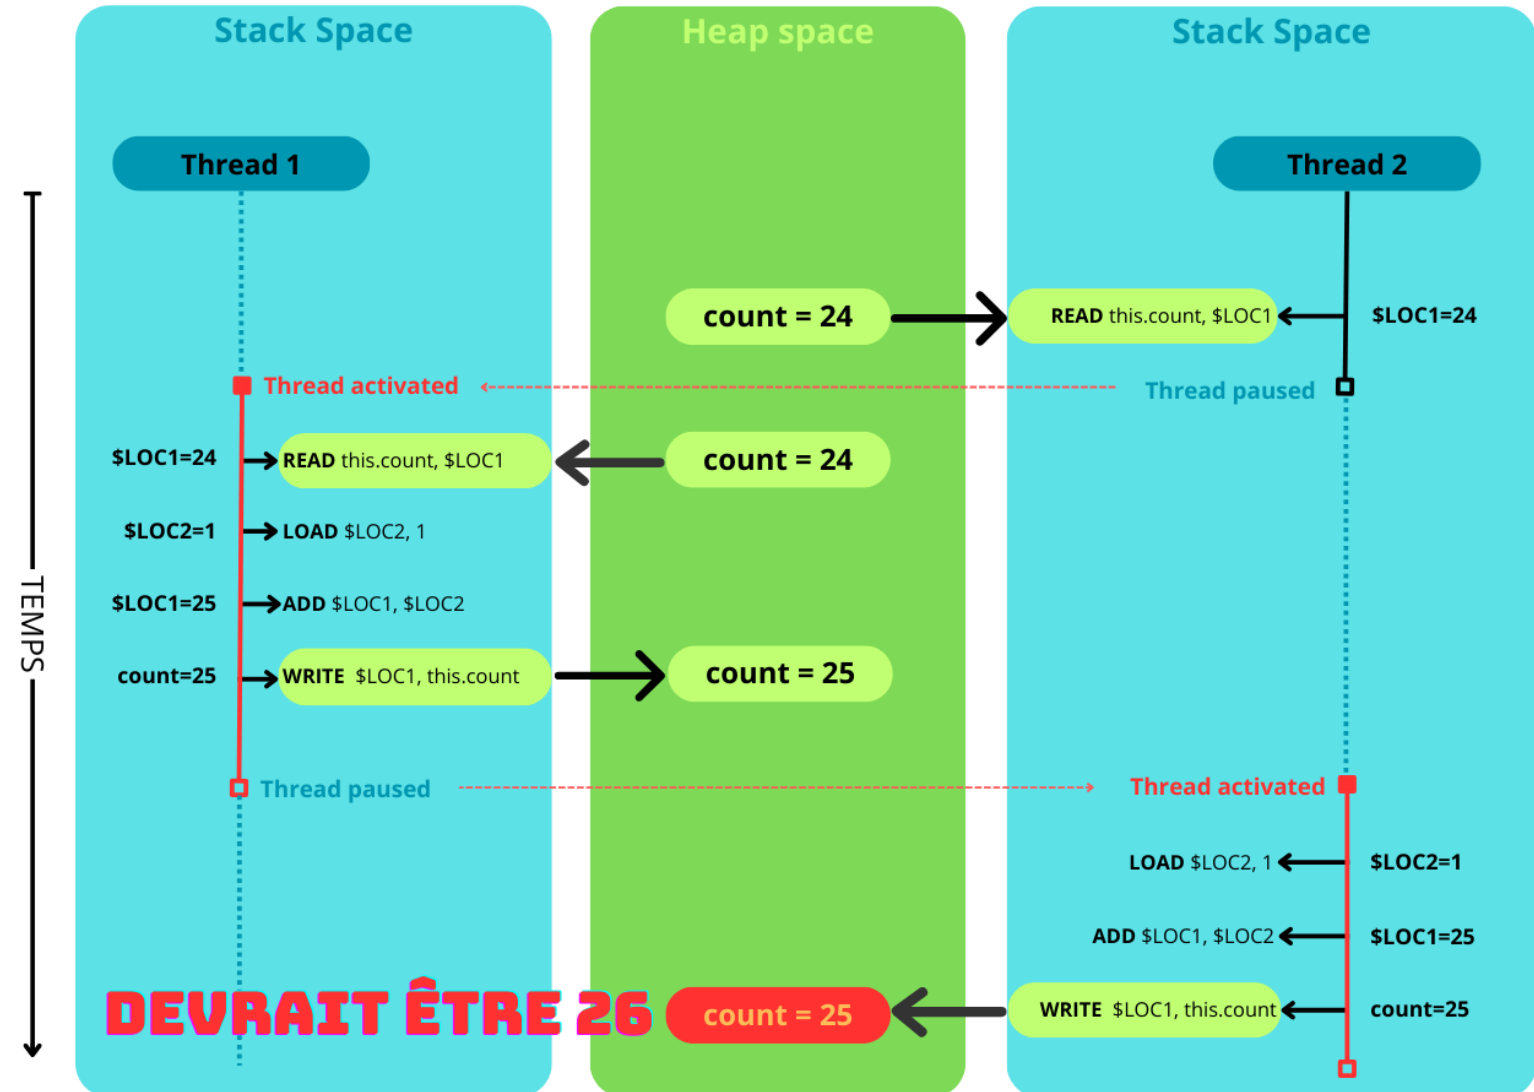 Stack Space
Heap space
Stack Space
Thread 1
Thread 2
count = 24
READ this.count, $LOC1
$LOC1=24
Thread activated
Thread paused
$LOC1=24
READ this.count, $LOC1
count = 24
$LOC2=1
LOAD $LOC2, 1
$LOC1=25
ADD $LOC1, $LOC2
TEMPS
count=25
WRITE $LOC1, this.count
count = 25
Thread paused
Thread activated
LOAD $LOC2, 1
$LOC2=1
ADD $LOC1, $LOC2
$LOC1=25
DEVRAIT ÊTRE 26
count = 25
WRITE $LOC1, this.count
count=25